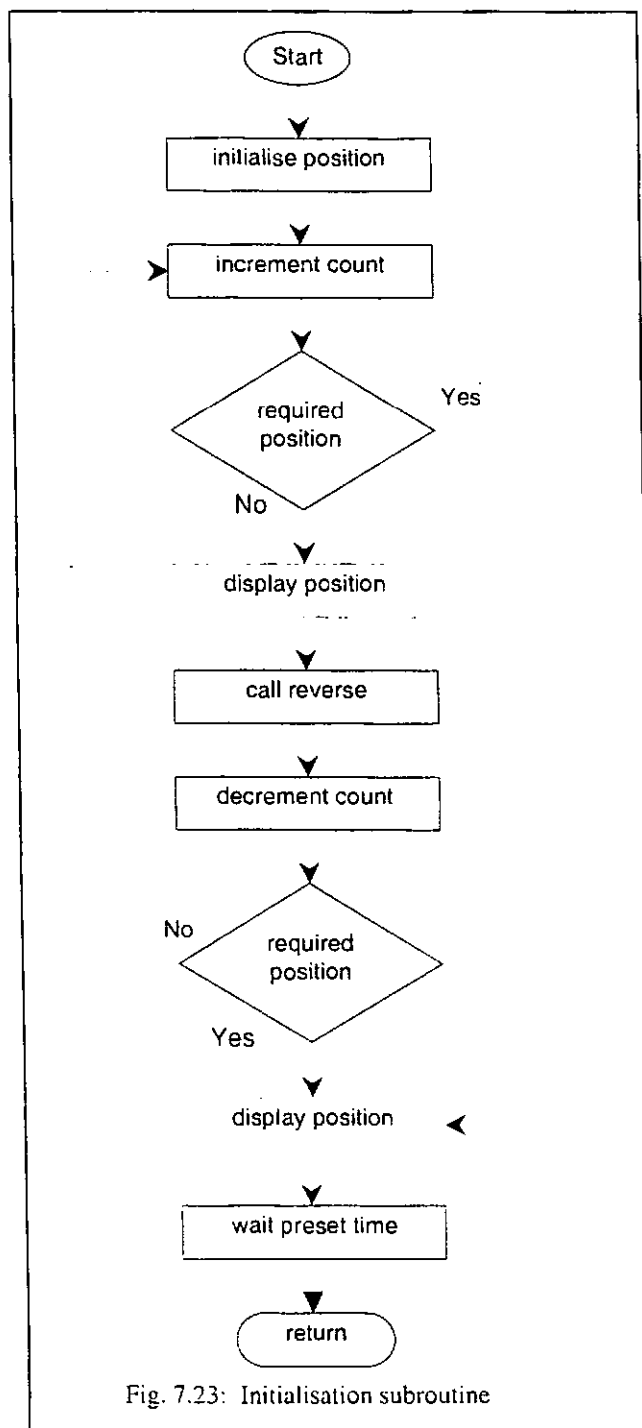 Start
initialise position
increment count
required
position
Yes
No
display position
call reverse
decrement count
No
required
position
Yes
display position
wait preset time
return
Fig. 7.23: Initialisation subroutine